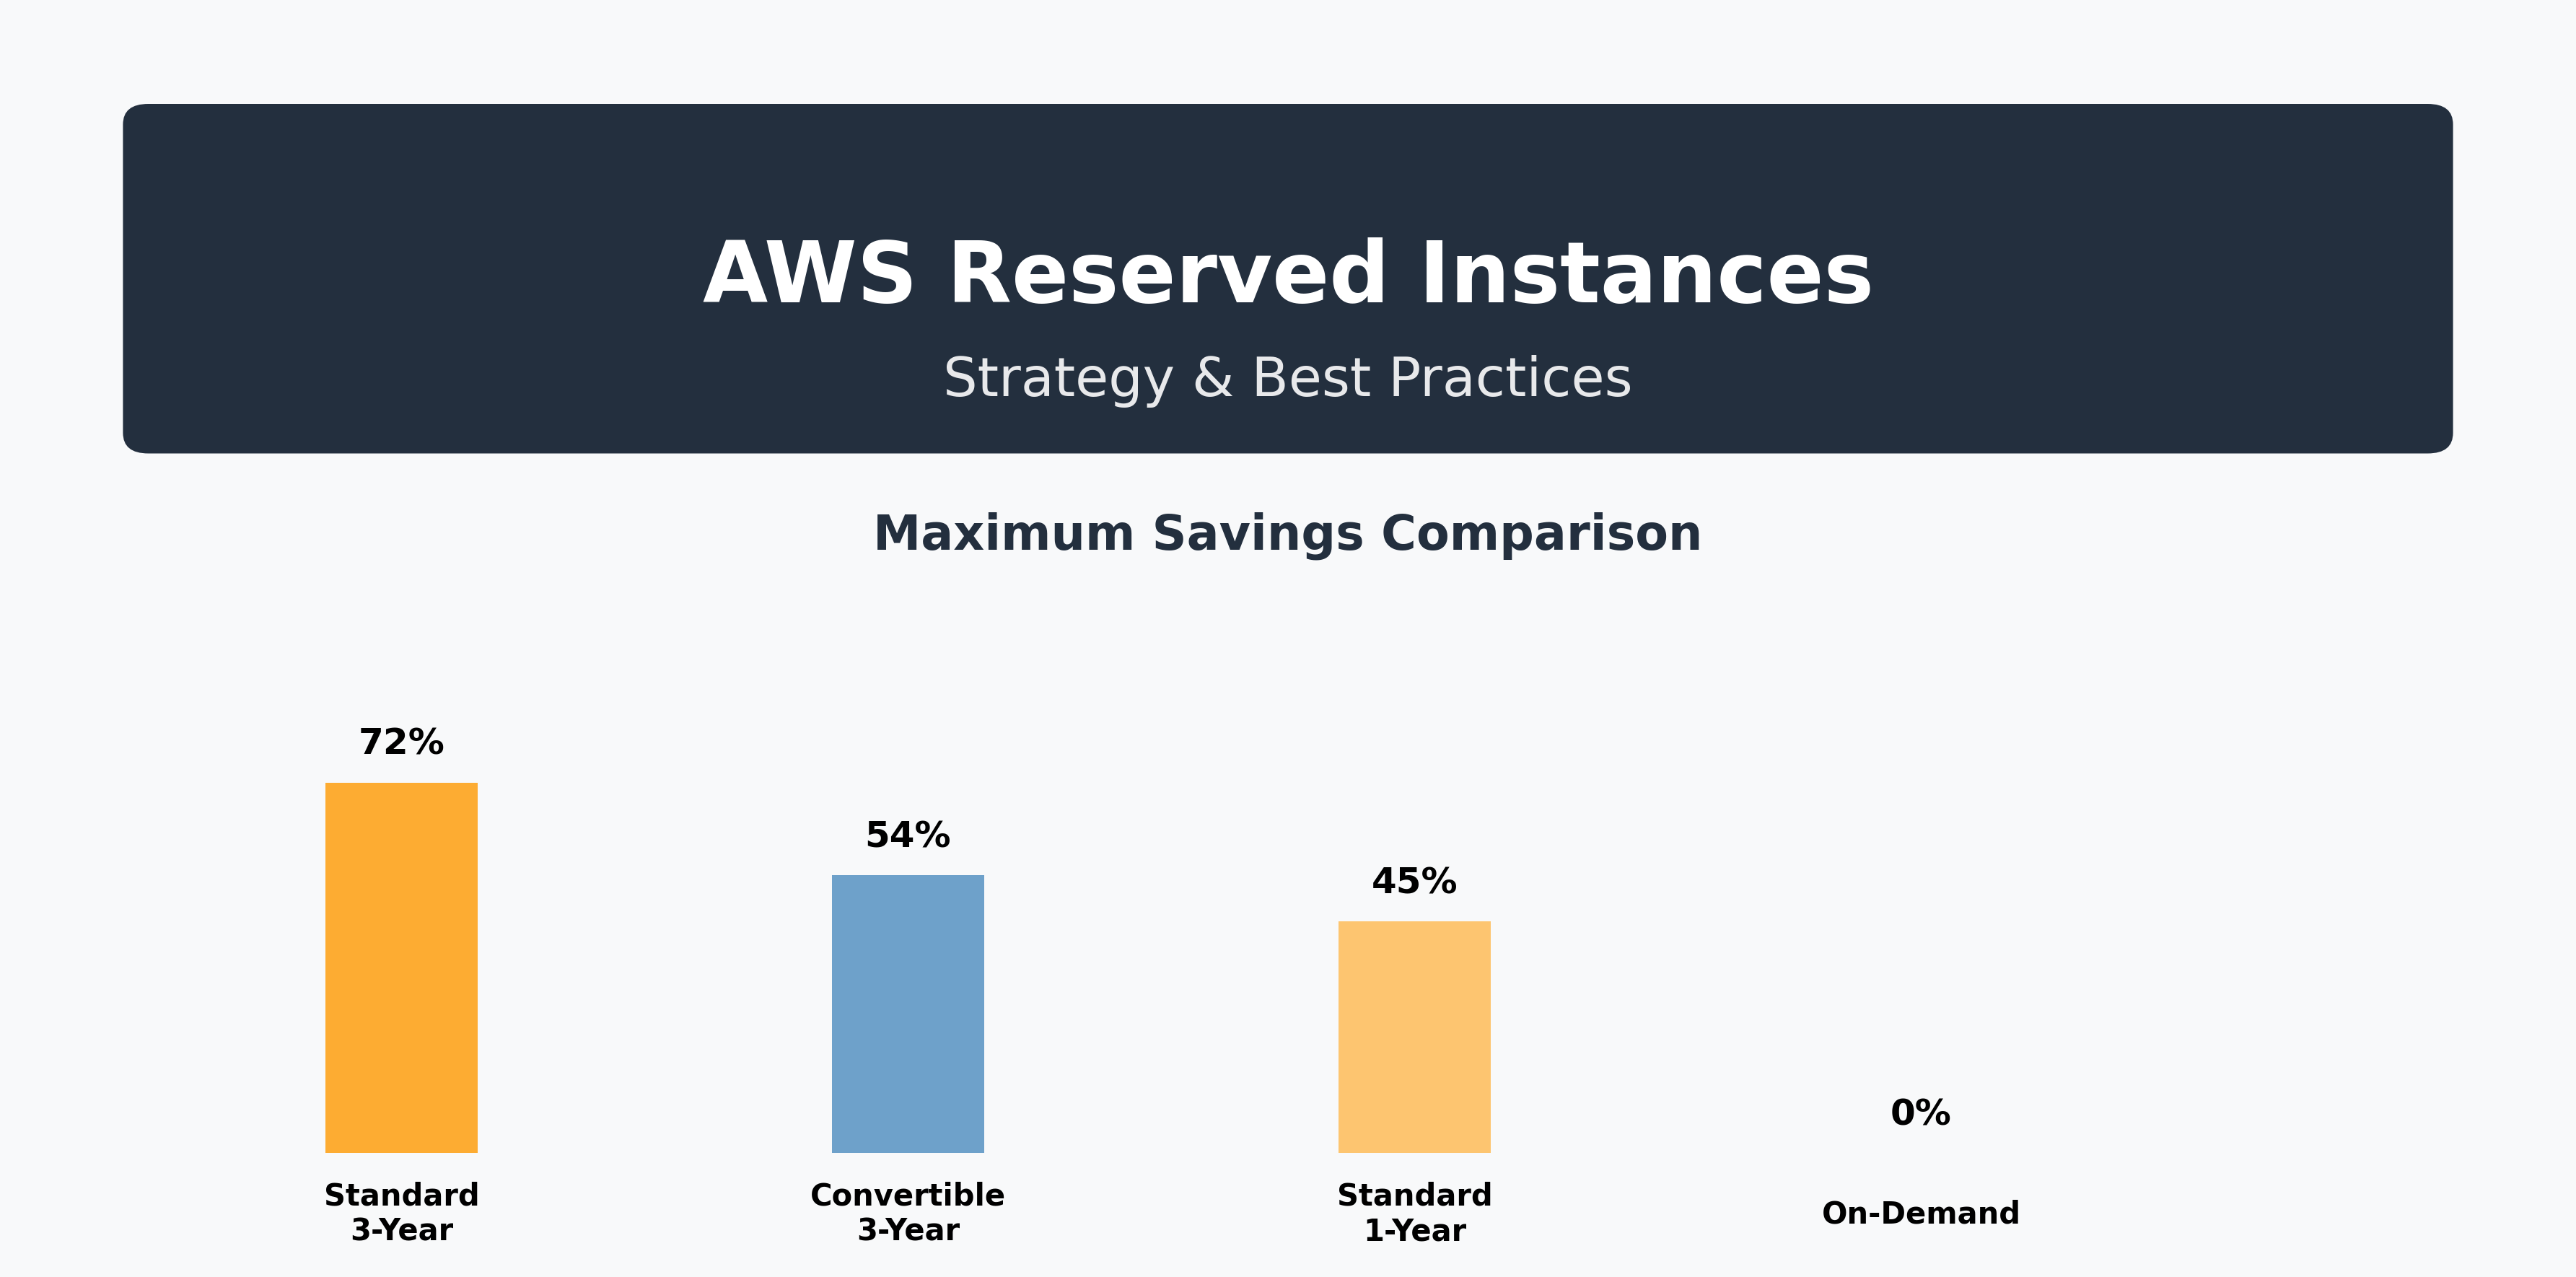 AWS Reserved Instances
Strategy & Best Practices
Maximum Savings Comparison
72%
54%
45%
0%
Standard
3-Year
Convertible
3-Year
Standard
1-Year
On-Demand